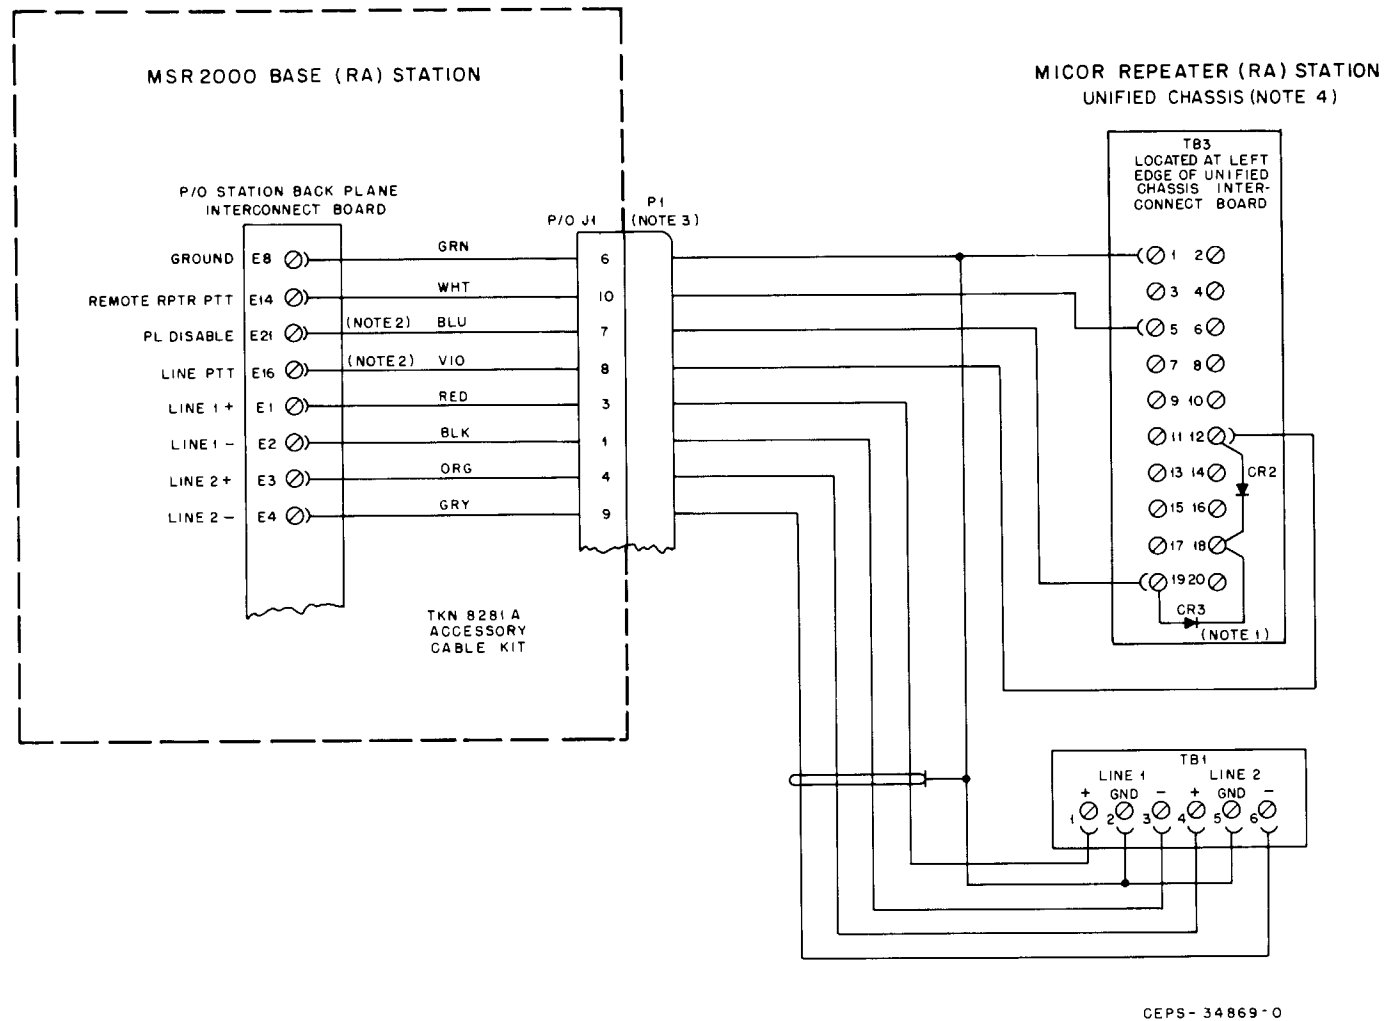 MSR2000 BASE (RA) STATION
MICOR REPEATER (RA) STATION
UNIFIED CHASSIS (NOTE 4)
TB3
LOCATED AT LEFT
EDGE OF UNIFIED
CHASSIS INTER-
CONNECT BOARD
P/O STATION BACK PLANE
INTERCONNECT BOARD
P/O J1
P1
(NOTE 3)
GROUND E8 GRN 6
REMOTE RPTR PTT E14 WHT 10
PL DISABLE E21 (NOTE 2) BLU 7
LINE PTT E16 (NOTE 2) VIO 8
LINE 1 + E1 RED 3
LINE 1 - E2 BLK 1
LINE 2 + E3 ORG 4
LINE 2 - E4 GRY 9
1 2
3 4
5 6
7 8
9 10
11 12
13 14
CR2
15 16
17 18
19 20
CR3
(NOTE 1)
TKN 8281A
ACCESSORY
CABLE KIT
TB1
LINE 1 LINE 2
+ GND - + GND -
1 2 3 4 5 6
CEPS-34869-O